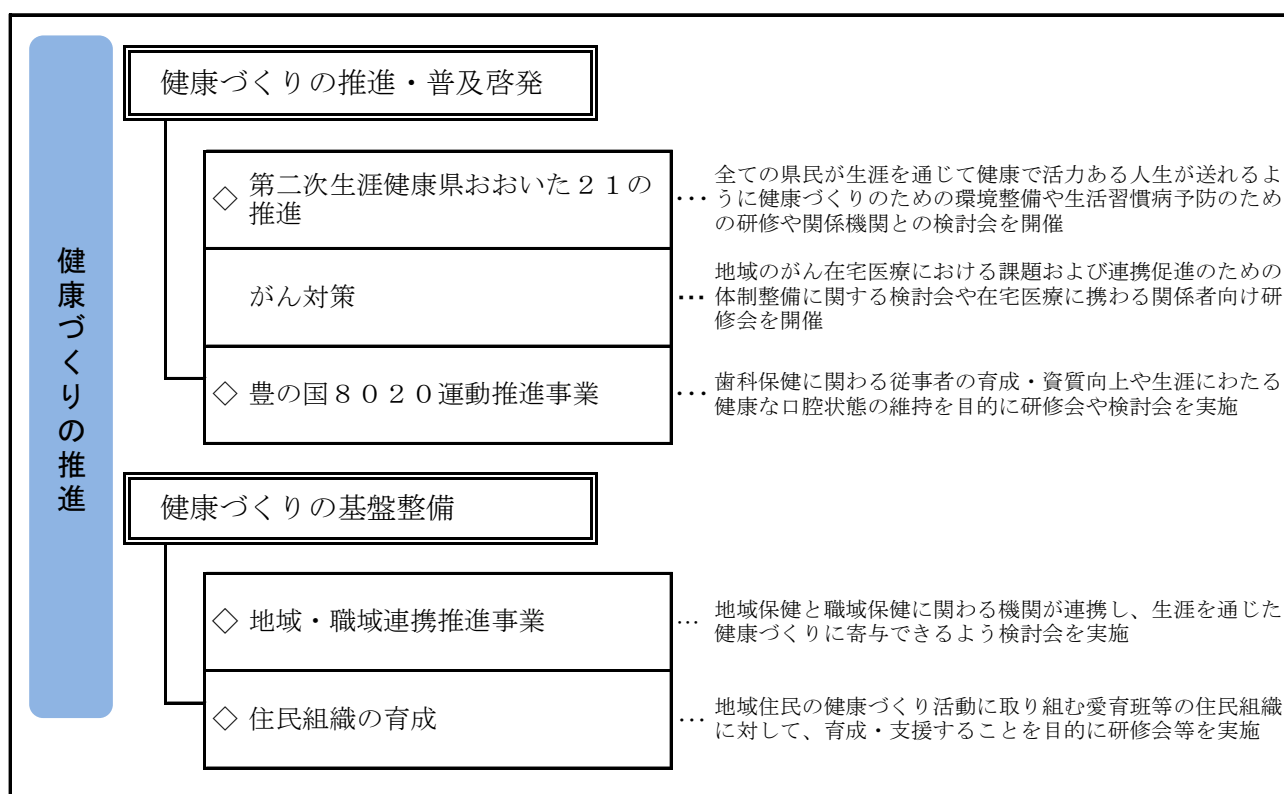 健康づくりの推進
健康づくりの推進・普及啓発
◇ 第二次生涯健康県おおいた２１の
推進
… 全ての県民が生涯を通じて健康で活力ある人生が送れるよ
うに健康づくりのための環境整備や生活習慣病予防のため
の研修や関係機関との検討会を開催
がん対策
… 地域のがん在宅医療における課題および連携促進のための
体制整備に関する検討会や在宅医療に携わる関係者向け研
修会を開催
◇ 豊の国８０２０運動推進事業
… 歯科保健に関わる従事者の育成・資質向上や生涯にわたる
健康な口腔状態の維持を目的に研修会や検討会を実施
健康づくりの基盤整備
◇ 地域・職域連携推進事業
… 地域保健と職域保健に関わる機関が連携し、生涯を通じた
健康づくりに寄与できるよう検討会を実施
◇ 住民組織の育成
… 地域住民の健康づくり活動に取り組む愛育班等の住民組織
に対して、育成・支援することを目的に研修会等を実施